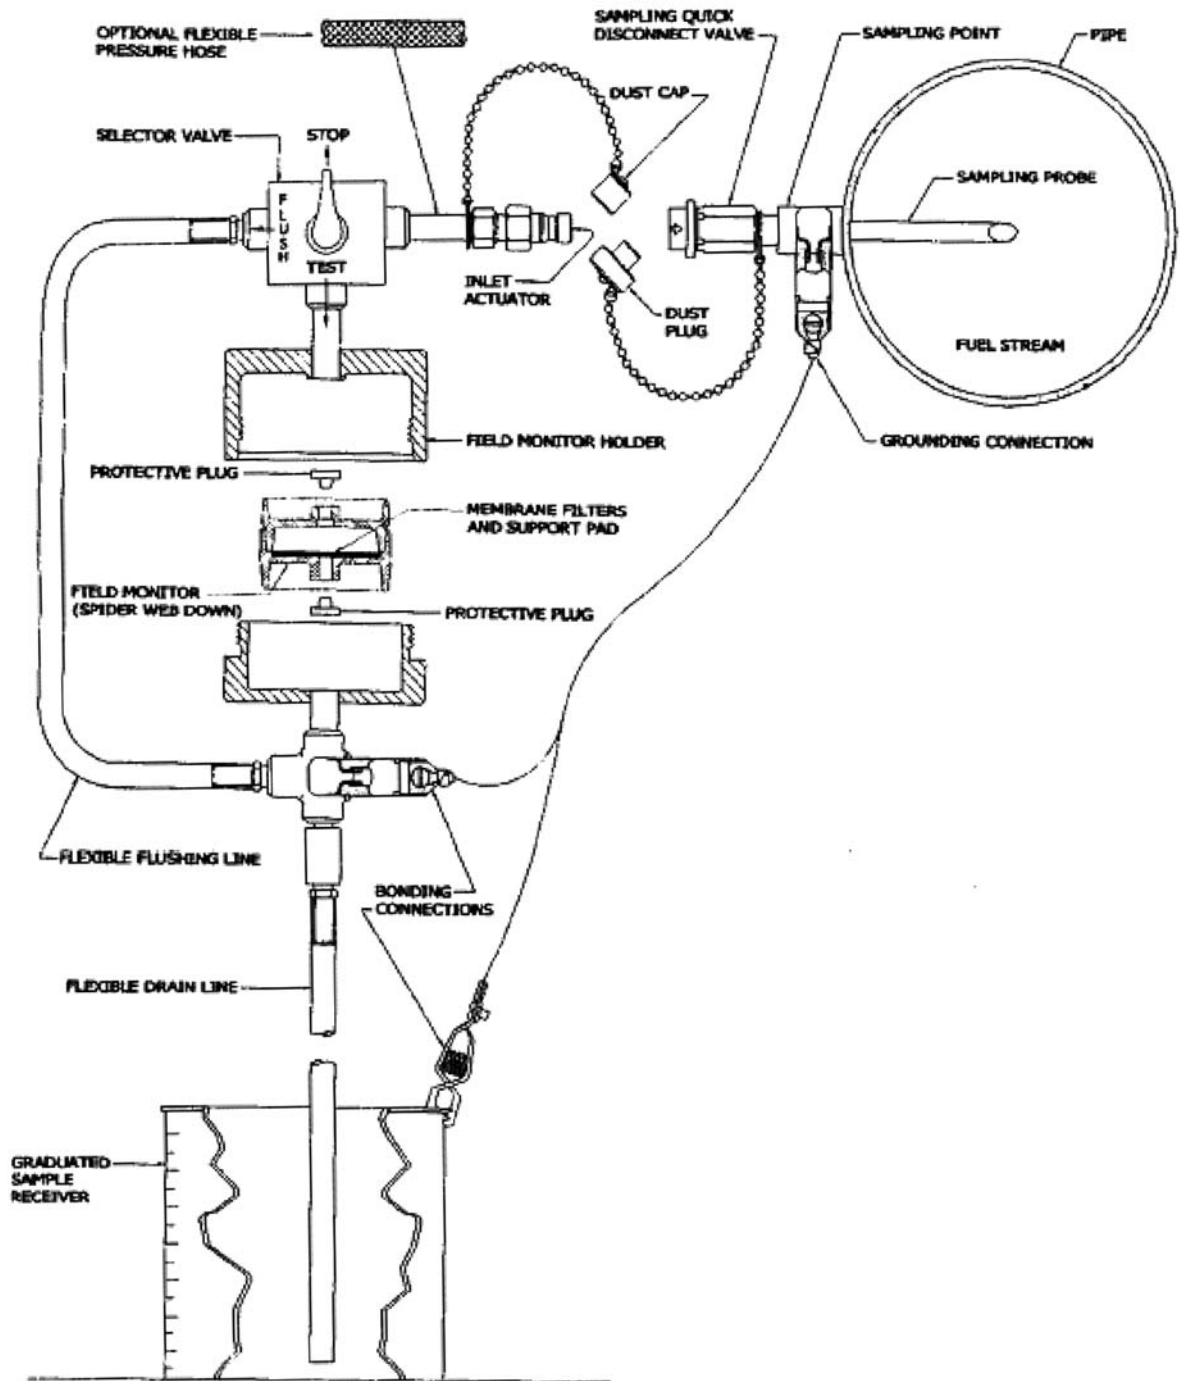 OPTIONAL FLEXIBLE
PRESSURE HOSE
SAMPLING QUICK
DISCONNECT VALVE
SAMPLING POINT
PIPE
DUST CAP
SELECTOR VALVE
STOP
FLUSH
TEST
SAMPLING PROBE
INLET
ACTUATOR
DUST
PLUG
FUEL STREAM
FIELD MONITOR HOLDER
GROUNDING CONNECTION
PROTECTIVE PLUG
MEMBRANE FILTERS
AND SUPPORT PAD
FIELD MONITOR
(SPIDER WEB DOWN)
PROTECTIVE PLUG
FLEXIBLE FLUSHING LINE
BONDING
CONNECTIONS
FLEXIBLE DRAIN LINE
GRADUATED
SAMPLE
RECEIVER